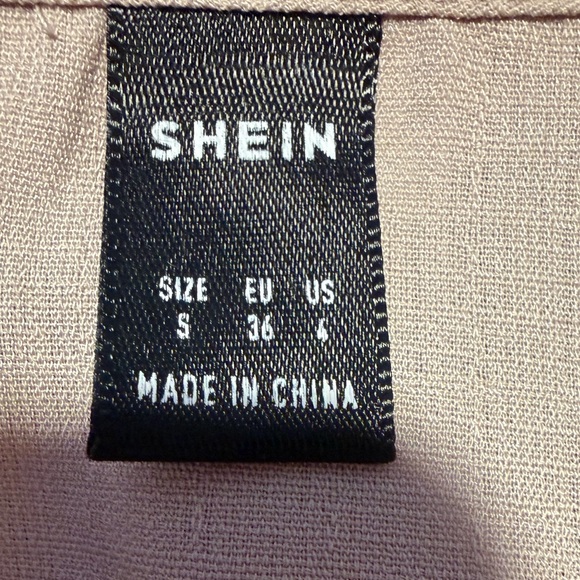 SHEIN
SIZE EU US
S 36 4
MADE IN CHINA